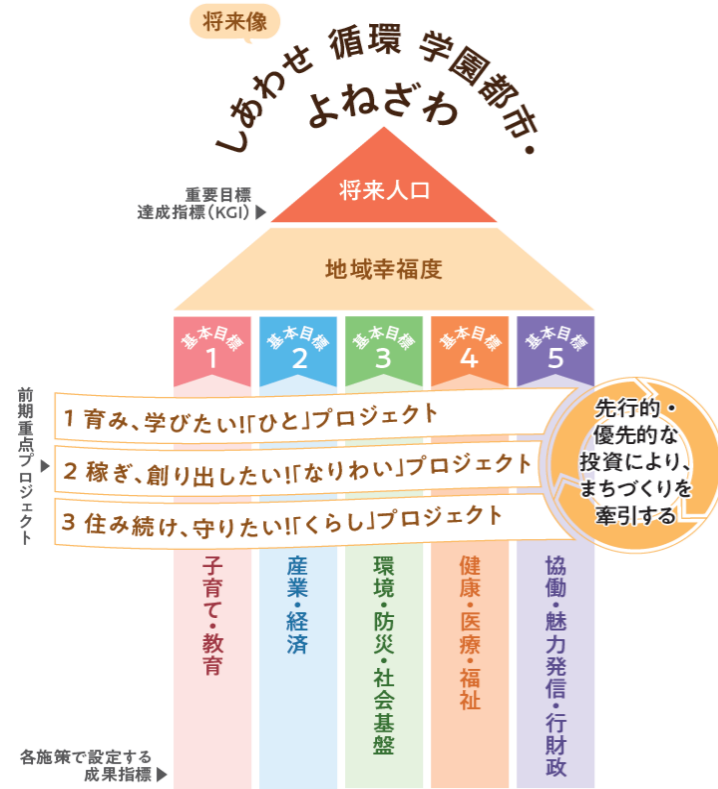 将来像
しあわせ 循環 学園都市・
よねざわ
重要目標
達成指標(KGI)▶
将来人口
地域幸福度
基本目標
1
基本目標
2
基本目標
3
基本目標
4
基本目標
5
前期重点プロジェクト▶
1 育み、学びたい!「ひと」プロジェクト
2 稼ぎ、創り出したい!「なりわい」プロジェクト
3 住み続け、守りたい!「くらし」プロジェクト
先行的・
優先的な
投資により、
まちづくりを
牽引する
子育て・教育
産業・経済
環境・防災・社会基盤
健康・医療・福祉
協働・魅力発信・行財政
各施策で設定する
成果指標▶